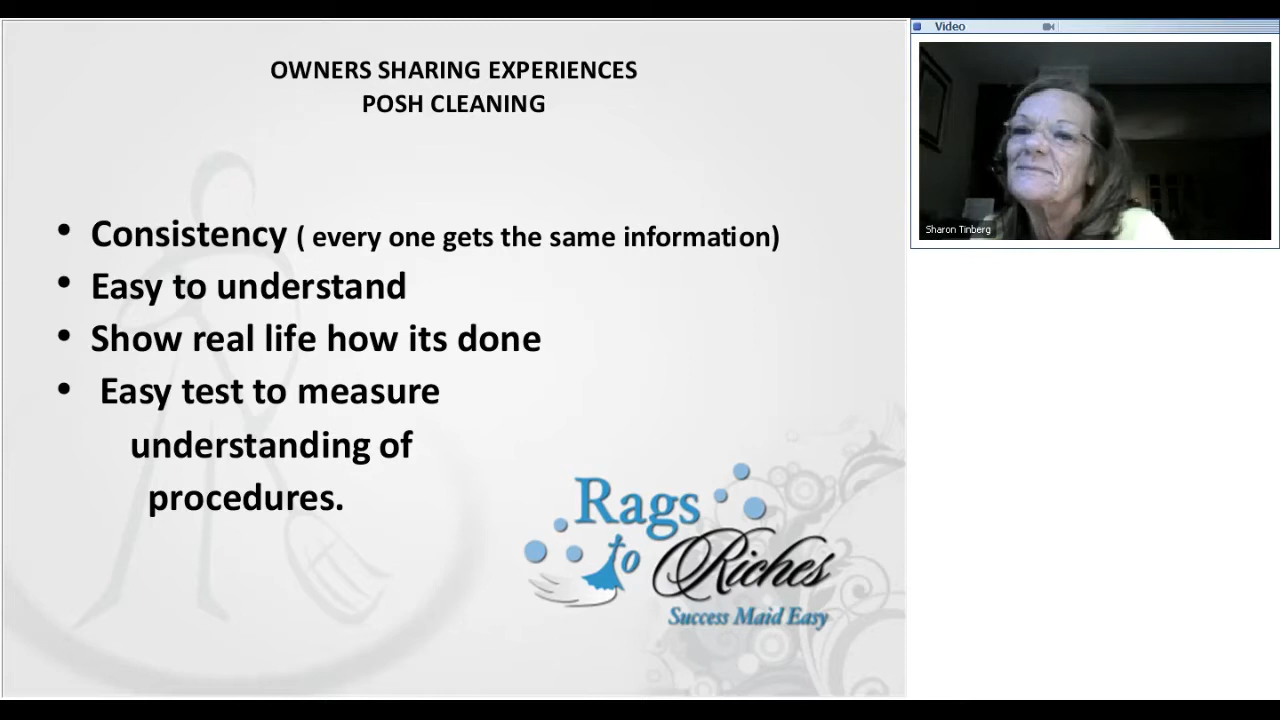 OWNERS SHARING EXPERIENCES
POSH CLEANING
• Consistency ( every one gets the same information)
• Easy to understand
• Show real life how its done
• Easy test to measure
understanding of
procedures.
Rags
to Riches
Success Maid Easy
Video
Sharon Tinberg